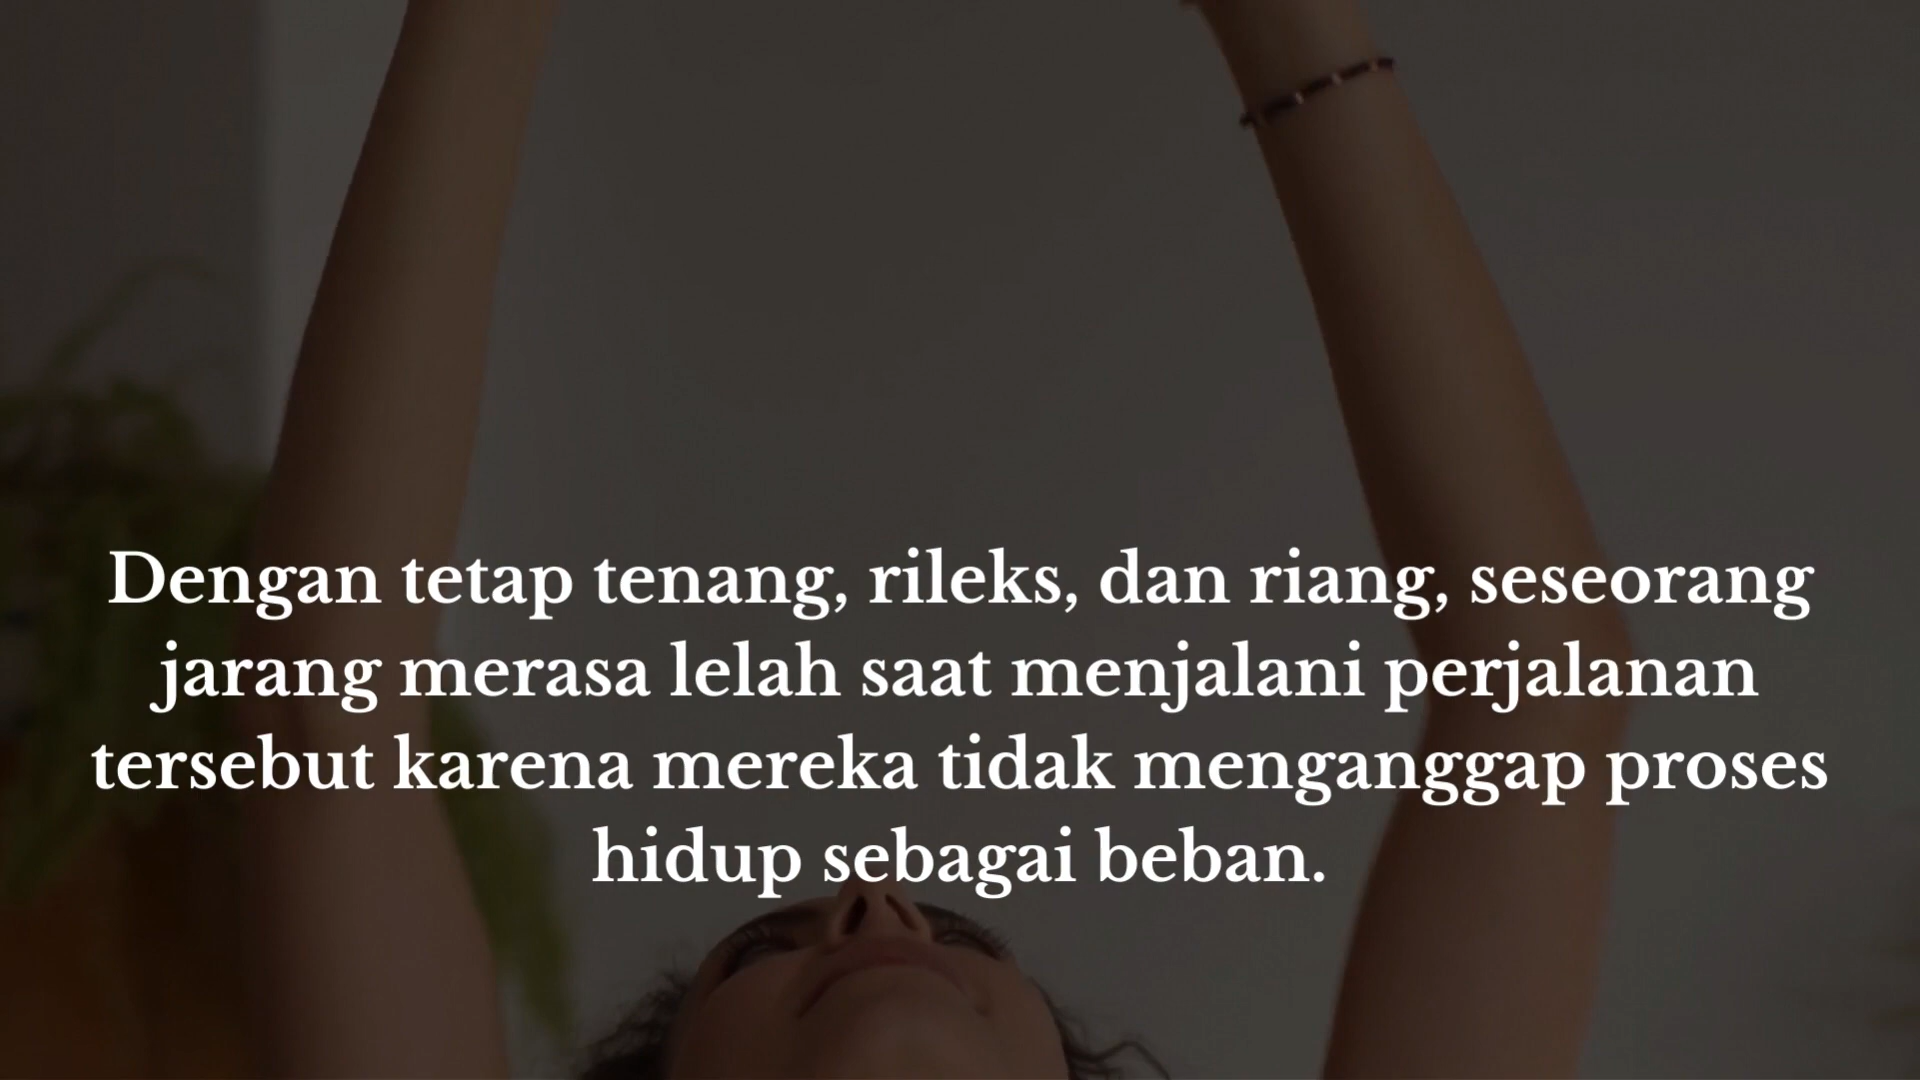 Dengan tetap tenang, rileks, dan riang, seseorang
jarang merasa lelah saat menjalani perjalanan
tersebut karena mereka tidak menganggap proses
hidup sebagai beban.